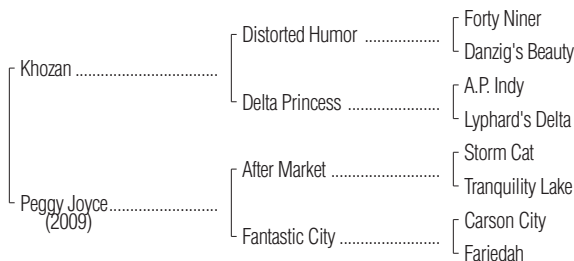 Forty Niner
Distorted Humor ..................
Danzig's Beauty
Khozan ..................................
A.P. Indy
Delta Princess ......................
Lyphard's Delta
Storm Cat
After Market ..........................
Tranquility Lake
Peggy Joyce..........................
(2009)
Carson City
Fantastic City ........................
Fariedah